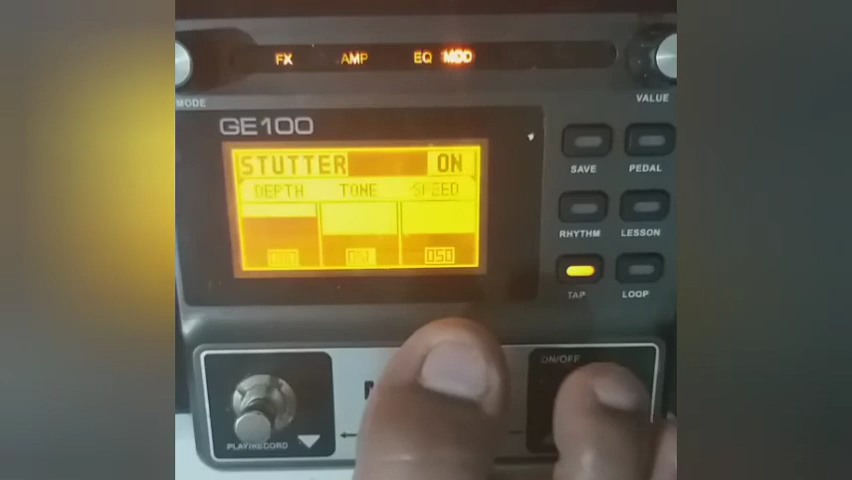 FX AMP EQ MOD
MODE
VALUE
GE100
STUTTER ON
DEPTH TONE SPEED
050
SAVE PEDAL
RHYTHM LESSON
TAP LOOP
ON/OFF
PLAY/RECORD